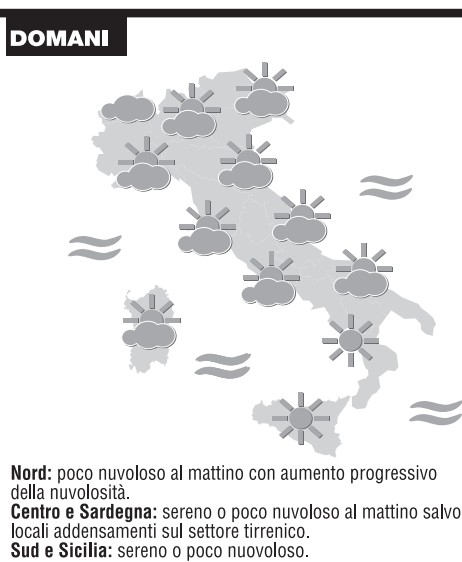 DOMANI
Nord: poco nuvoloso al mattino con aumento progressivo
della nuvolosità.
Centro e Sardegna: sereno o poco nuvoloso al mattino salvo
locali addensamenti sul settore tirrenico.
Sud e Sicilia: sereno o poco nuovoloso.